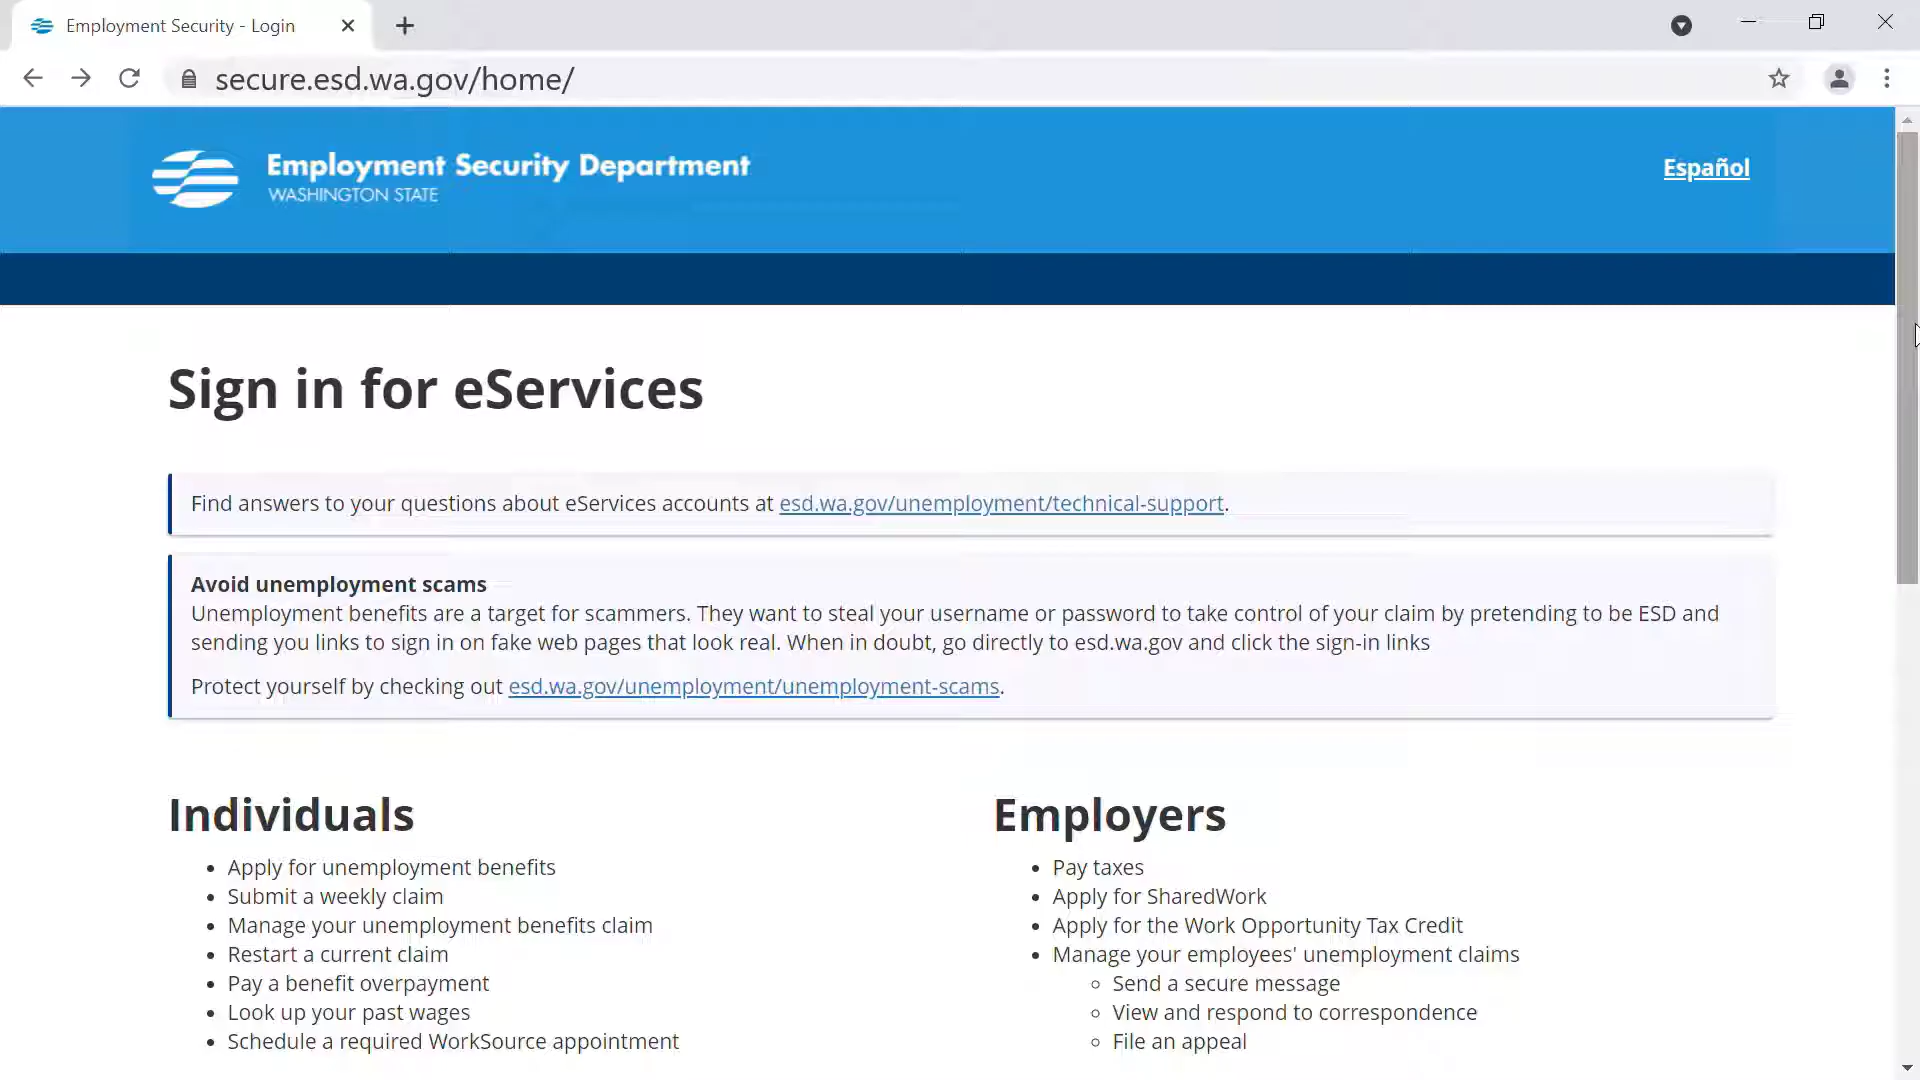 Employment Security - Login
secure.esd.wa.gov/home/
Employment Security Department
WASHINGTON STATE
Español
Sign in for eServices
Find answers to your questions about eServices accounts at esd.wa.gov/unemployment/technical-support.
Avoid unemployment scams
Unemployment benefits are a target for scammers. They want to steal your username or password to take control of your claim by pretending to be ESD and
sending you links to sign in on fake web pages that look real. When in doubt, go directly to esd.wa.gov and click the sign-in links
Protect yourself by checking out esd.wa.gov/unemployment/unemployment-scams.
Individuals
• Apply for unemployment benefits
• Submit a weekly claim
• Manage your unemployment benefits claim
• Restart a current claim
• Pay a benefit overpayment
• Look up your past wages
• Schedule a required WorkSource appointment
Employers
• Pay taxes
• Apply for SharedWork
• Apply for the Work Opportunity Tax Credit
• Manage your employees' unemployment claims
◦ Send a secure message
◦ View and respond to correspondence
◦ File an appeal